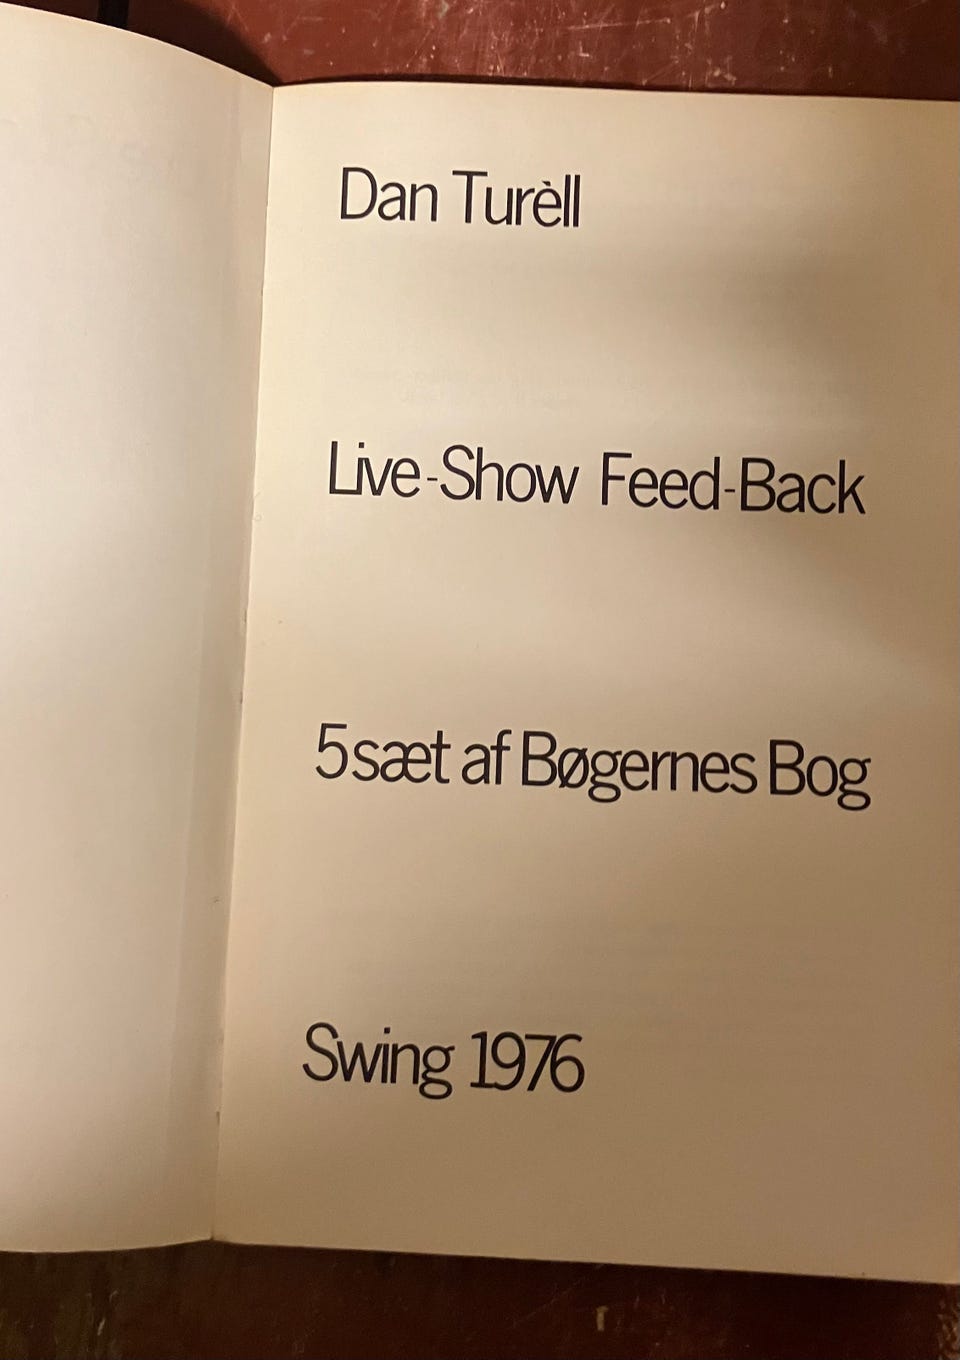 Dan Turèll
Live-Show Feed-Back
5 sæt af Bøgernes Bog
Swing 1976